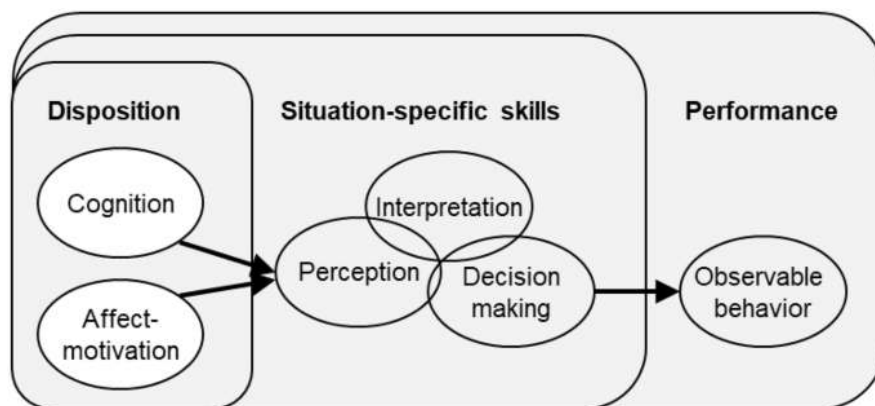 Disposition
Situation-specific skills
Performance
Cognition
Affect-
motivation
Interpretation
Perception
Decision
making
Observable
behavior